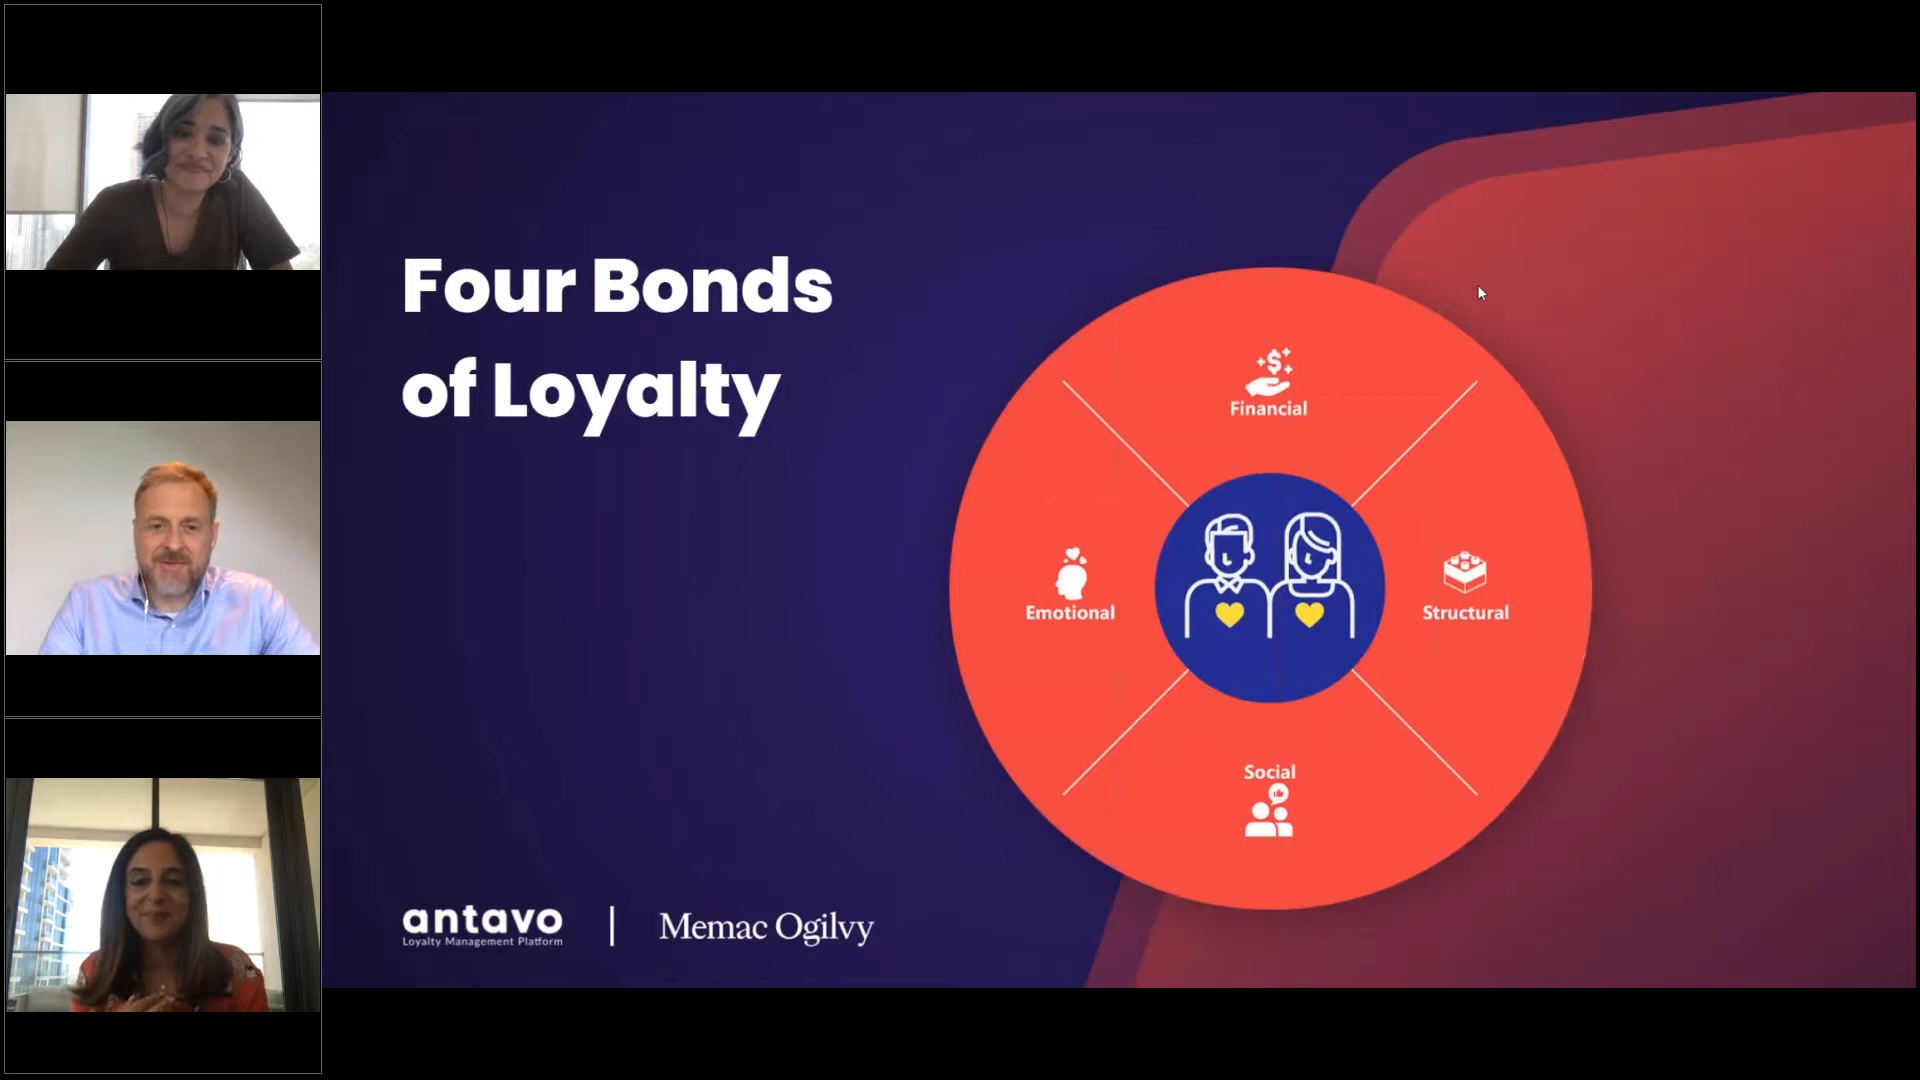 Four Bonds
of Loyalty
Financial
Emotional
Structural
Social
antavo
Loyalty Management Platform
Memac Ogilvy